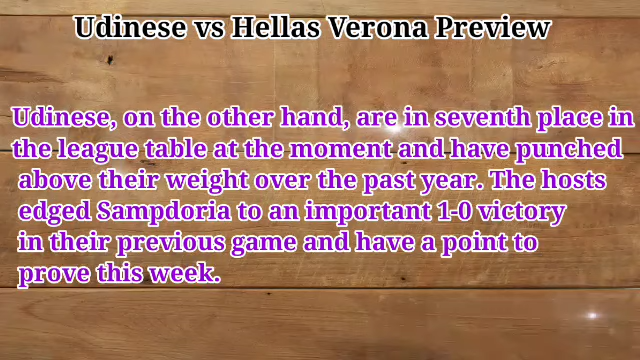 Udinese vs Hellas Verona Preview
Udinese, on the other hand, are in seventh place in
the league table at the moment and have punched
above their weight over the past year. The hosts
edged Sampdoria to an important 1-0 victory
in their previous game and have a point to
prove this week.